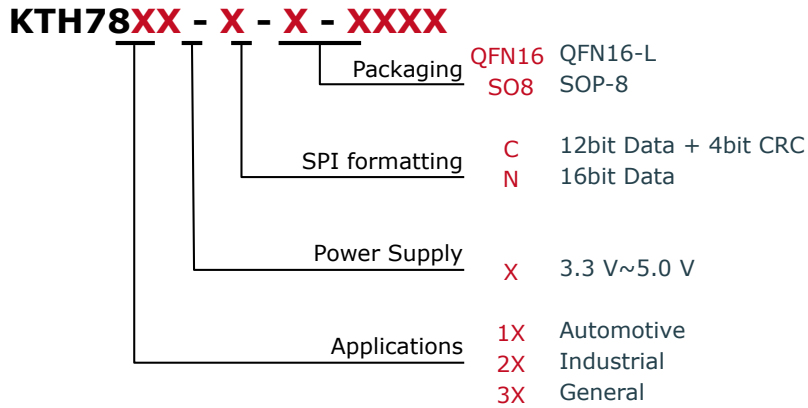 KTH78XX - X - X - XXXX
Packaging QFN16 QFN16-L
SO8 SOP-8
SPI formatting C 12bit Data + 4bit CRC
N 16bit Data
Power Supply X 3.3 V~5.0 V
Applications 1X Automotive
2X Industrial
3X General